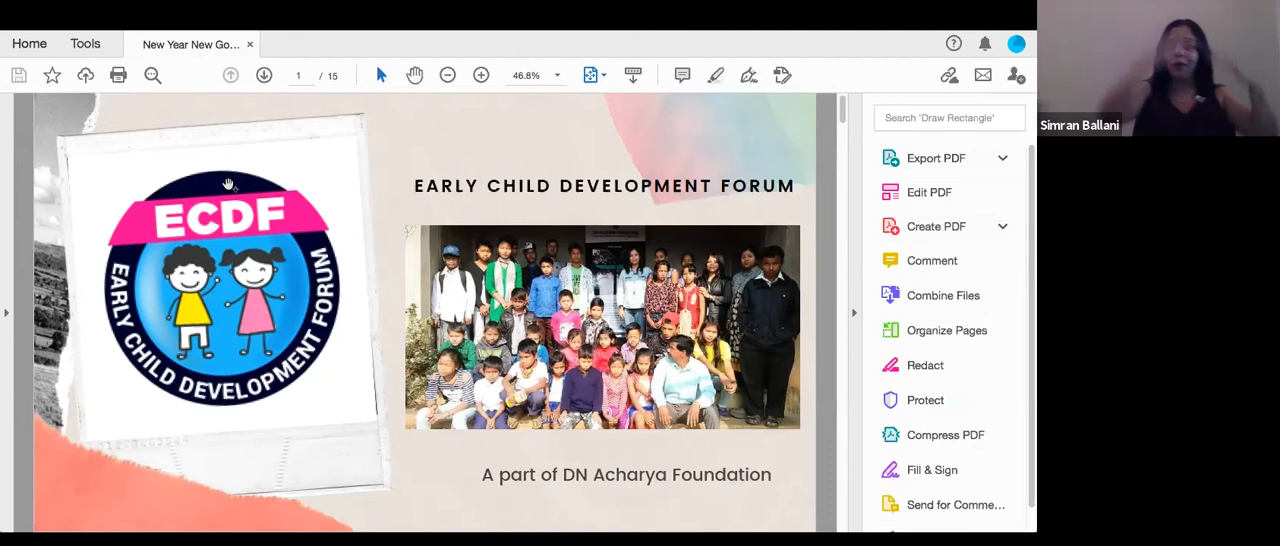 Home
Tools
New Year New Go...
1 / 15
46.8%
Search 'Draw Rectangle'
Export PDF
Edit PDF
Create PDF
Comment
Combine Files
Organize Pages
Redact
Protect
Compress PDF
Fill & Sign
Send for Comme...
ECDF
EARLY CHILD DEVELOPMENT FORUM
EARLY CHILD DEVELOPMENT FORUM
A part of DN Acharya Foundation
Simran Ballani